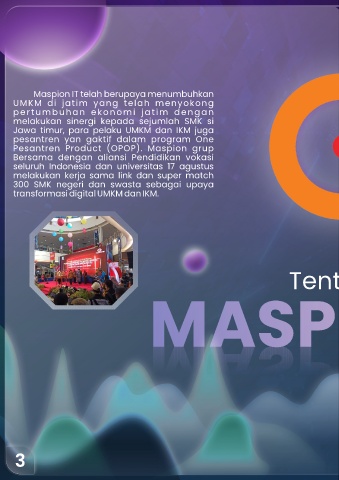 Maspion IT telah berupaya menumbuhkan
UMKM di jatim yang telah menyokong
pertumbuhan ekonomi jatim dengan
melakukan sinergi kepada sejumlah SMK si
Jawa timur, para pelaku UMKM dan IKM juga
pesantren yan gaktif dalam program One
Pesantren Product (OPOP). Maspion grup
Bersama dengan aliansi Pendidikan vokasi
seluruh Indonesia dan universitas 17 agustus
melakukan kerja sama link dan super match
300 SMK negeri dan swasta sebagai upaya
transformasi digital UMKM dan IKM.
Tent
MASP
3